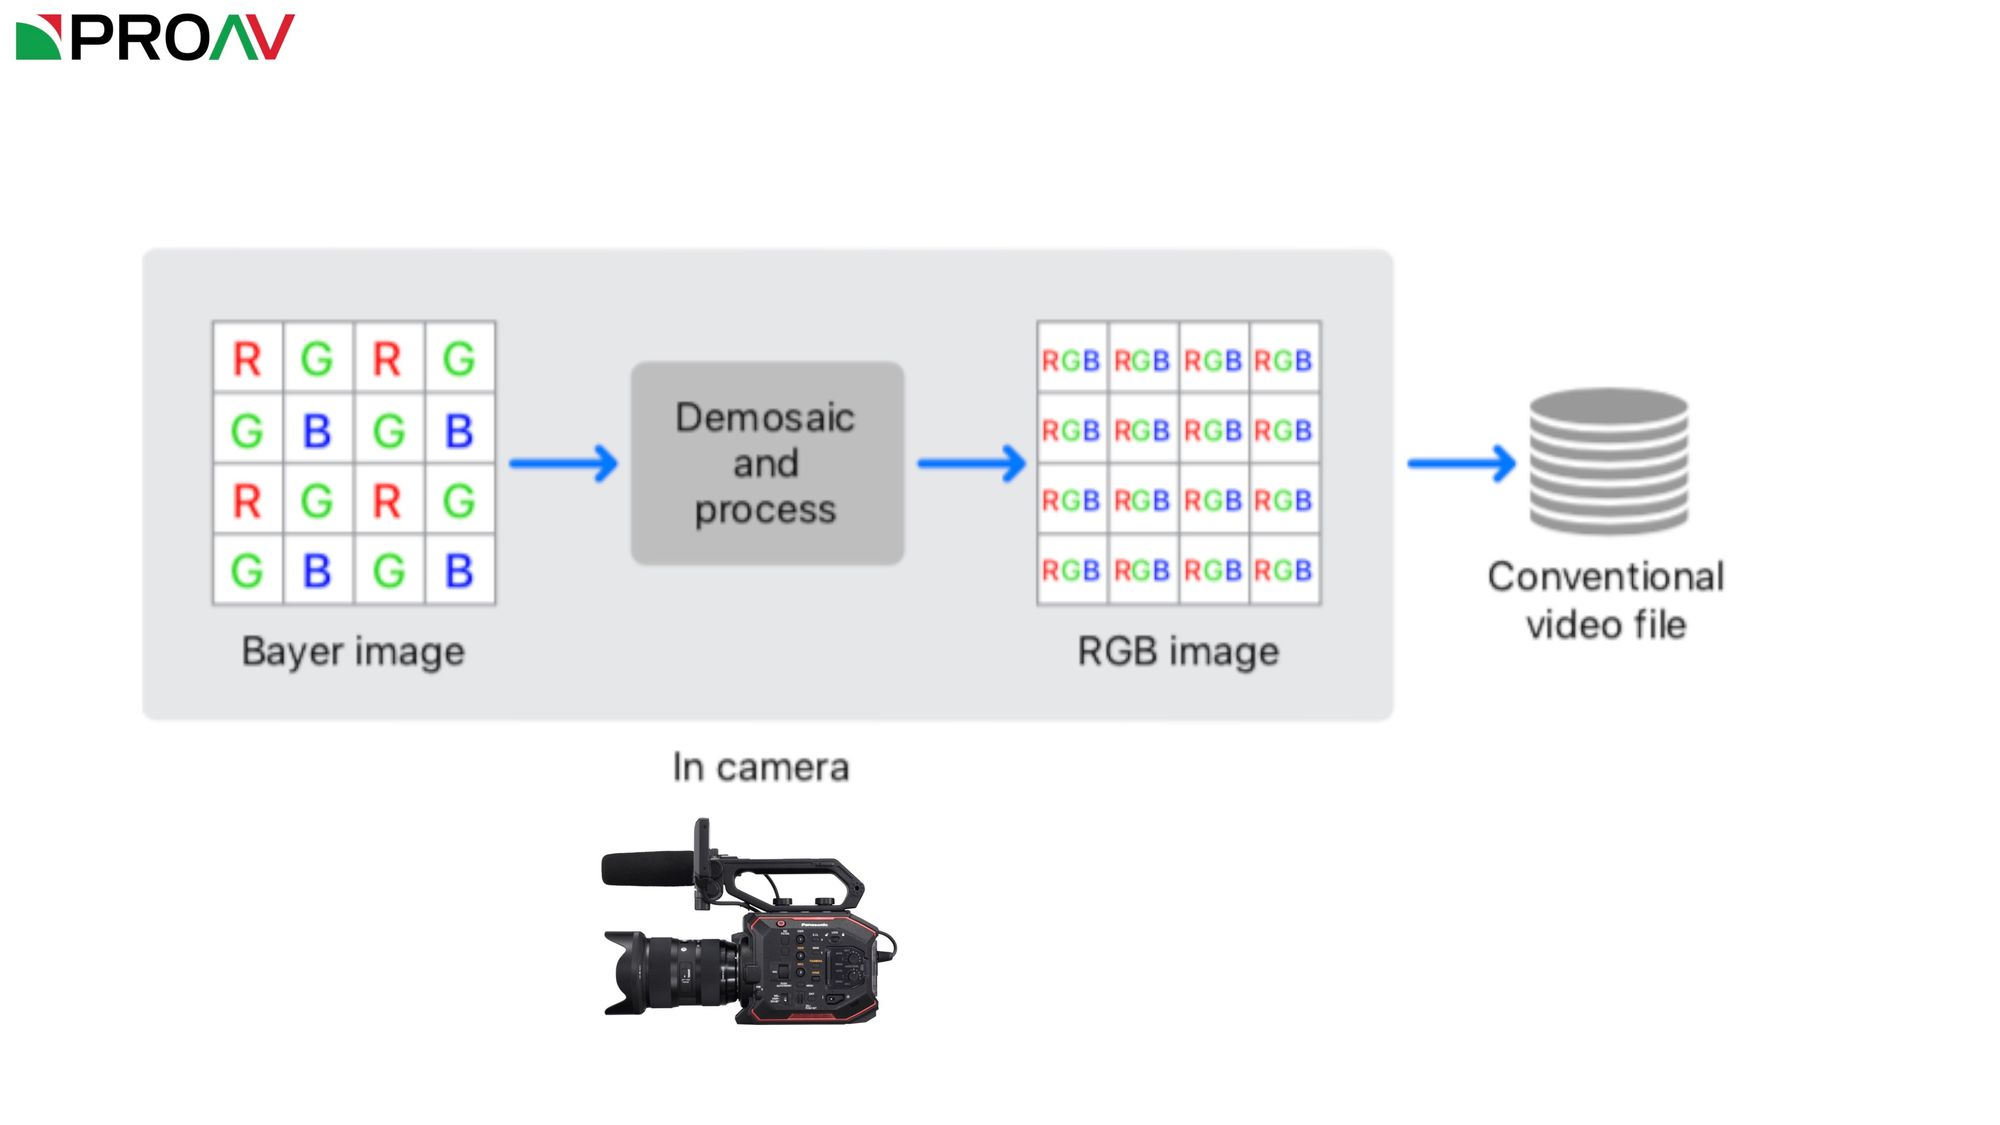 PROAV
R G R G
G B G B
R G R G
G B G B
Bayer image
Demosaic
and
process
RGB RGB RGB RGB
RGB RGB RGB RGB
RGB RGB RGB RGB
RGB RGB RGB RGB
RGB image
Conventional
video file
In camera
Panasonic